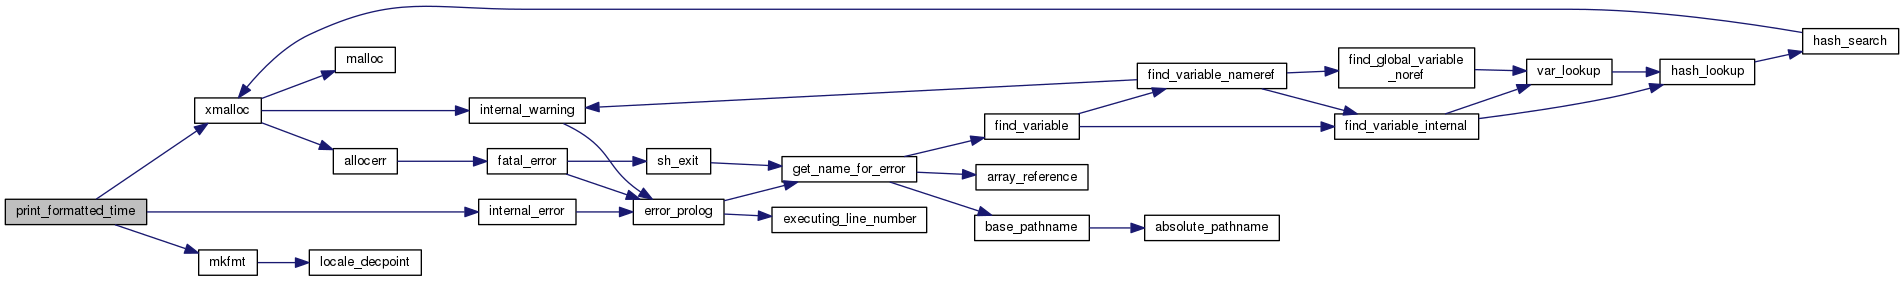 hash_search
malloc
find_global_variable
_noref
find_variable_nameref
var_lookup
hash_lookup
xmalloc
internal_warning
find_variable
find_variable_internal
allocerr
fatal_error
sh_exit
get_name_for_error
array_reference
print_formatted_time
internal_error
error_prolog
executing_line_number
base_pathname
absolute_pathname
mkfmt
locale_decpoint